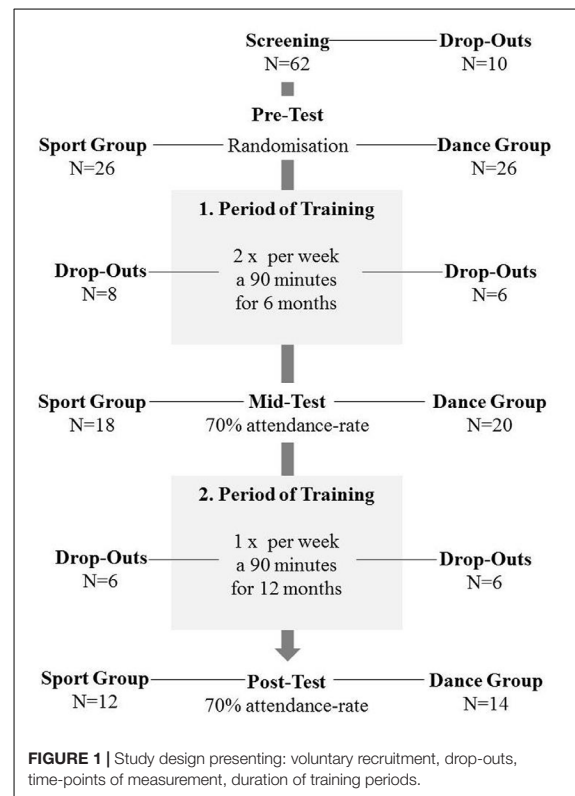 Screening Drop-Outs
N=62 N=10
Pre-Test
Sport Group Randomisation Dance Group
N=26 N=26
1. Period of Training
2 x per week
Drop-Outs a 90 minutes Drop-Outs
N=8 for 6 months N=6
Sport Group Mid-Test Dance Group
N=18 70% attendance-rate N=20
2. Period of Training
1 x per week
Drop-Outs a 90 minutes Drop-Outs
N=6 for 12 months N=6
Sport Group Post-Test Dance Group
N=12 70% attendance-rate N=14
FIGURE 1 | Study design presenting: voluntary recruitment, drop-outs,
time-points of measurement, duration of training periods.